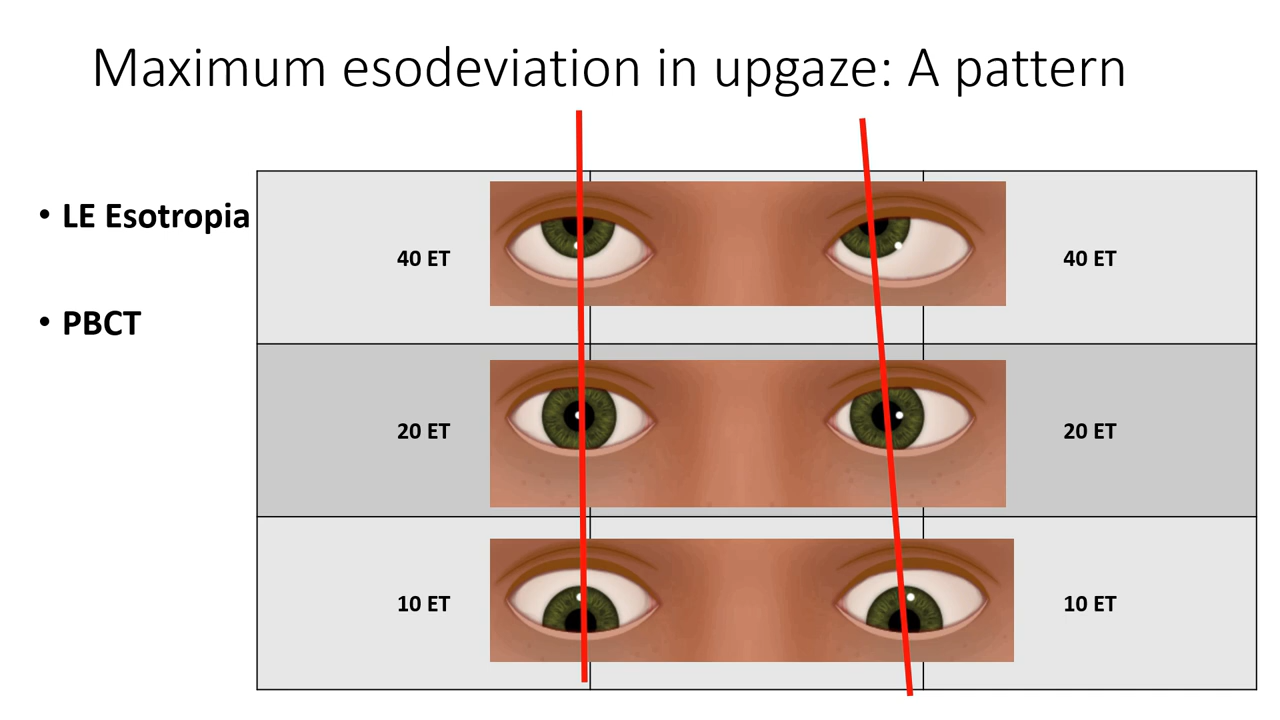 Maximum esodeviation in upgaze: A pattern
• LE Esotropia
40 ET
40 ET
• PBCT
20 ET
20 ET
10 ET
10 ET